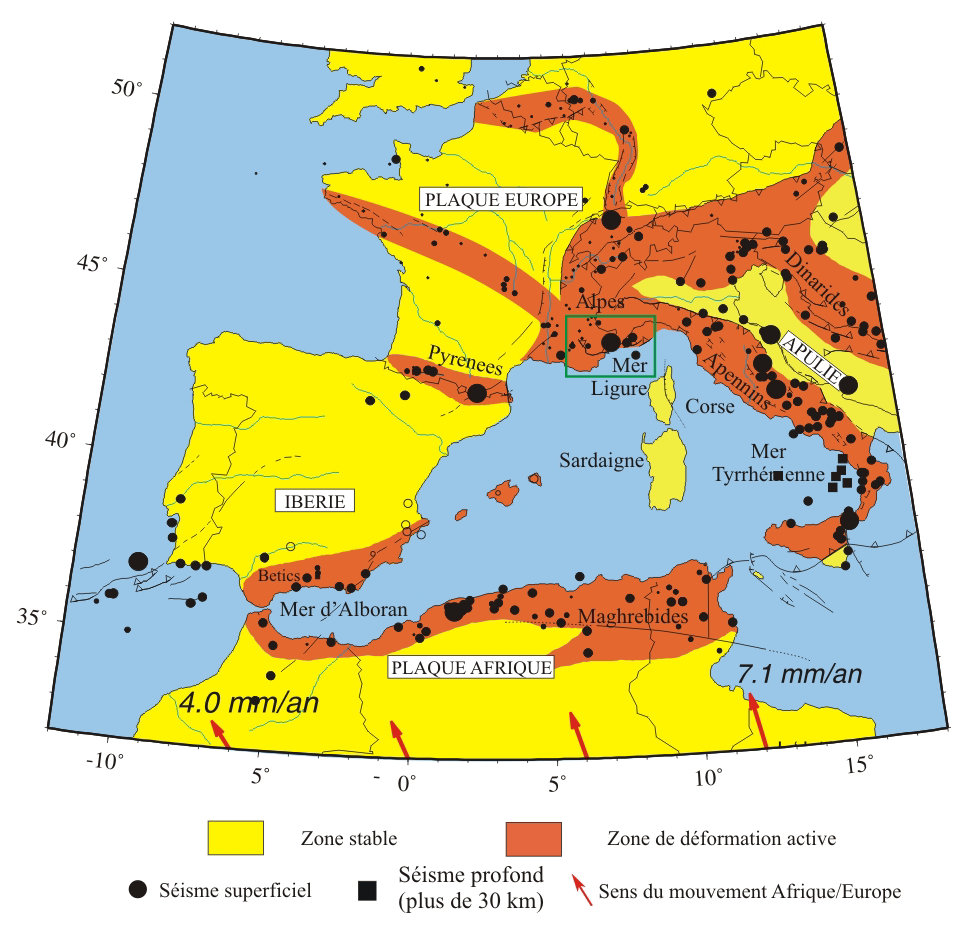 50°
PLAQUE EUROPE
45°
Dinarides
Alpes
APULIE
Pyrenees
Mer
Ligure
Apennins
Corse
40°
Mer
Tyrrhénienne
Sardaigne
IBERIE
Betics
35°
Mer d'Alboran
Maghrebides
PLAQUE AFRIQUE
7.1 mm/an
4.0 mm/an
-10°
5°
-
0°
5°
10°
15°
Zone stable
Zone de déformation active
Séisme superficiel
Séisme profond
(plus de 30 km)
Sens du mouvement Afrique/Europe